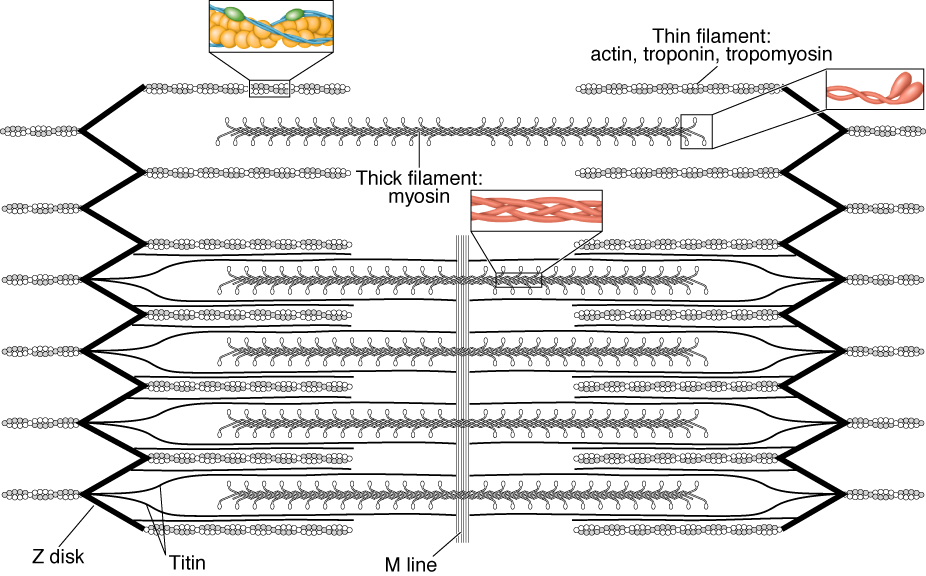 Thin filament:
actin, troponin, tropomyosin
Thick filament:
myosin
Z disk
Titin
M line